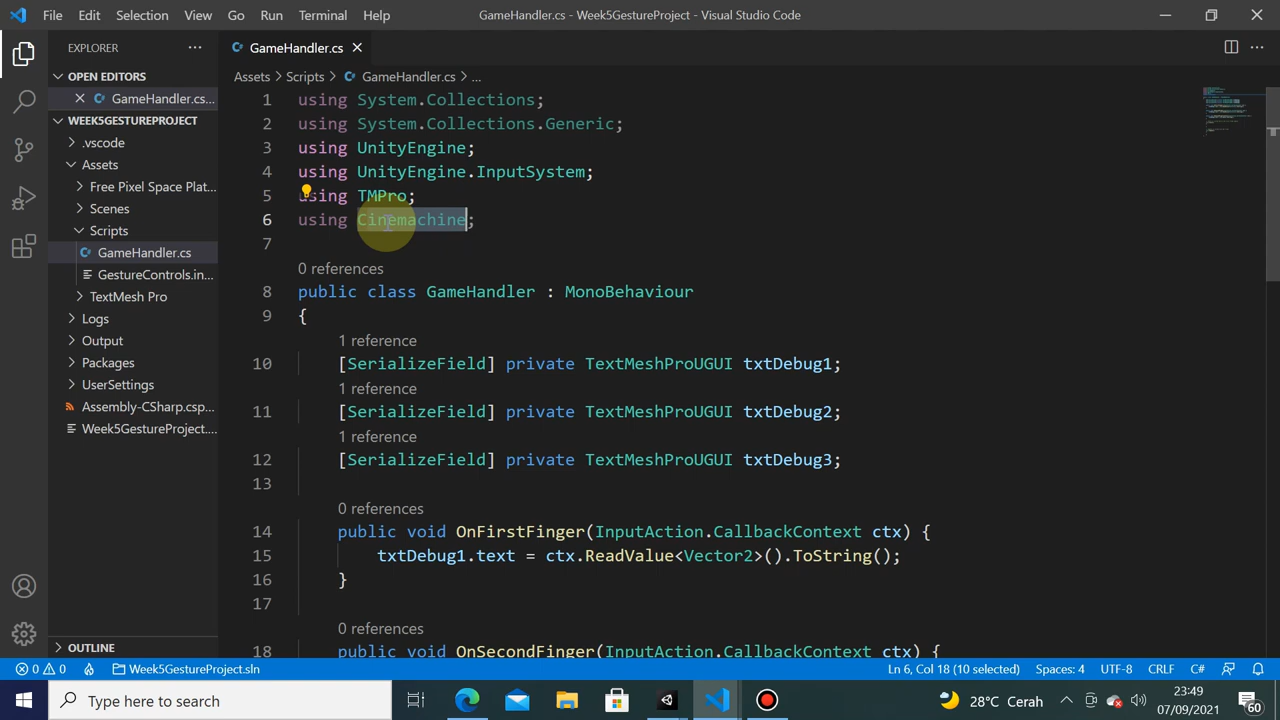 File Edit Selection View Go Run Terminal Help
GameHandler.cs - Week5GestureProject - Visual Studio Code
EXPLORER
OPEN EDITORS
GameHandler.cs...
WEEK5GESTUREPROJECT
.vscode
Assets
Free Pixel Space Plat...
Scenes
Scripts
GameHandler.cs
GestureControls.in...
TextMesh Pro
Logs
Output
Packages
UserSettings
Assembly-CSharp.csp...
Week5GestureProject....
OUTLINE
GameHandler.cs
Assets > Scripts > GameHandler.cs > ...
1 using System.Collections;
2 using System.Collections.Generic;
3 using UnityEngine;
4 using UnityEngine.InputSystem;
5 using TMPro;
6 using Cinemachine;
7
0 references
8 public class GameHandler : MonoBehaviour
9 {
1 reference
10 [SerializeField] private TextMeshProUGUI txtDebug1;
1 reference
11 [SerializeField] private TextMeshProUGUI txtDebug2;
1 reference
12 [SerializeField] private TextMeshProUGUI txtDebug3;
13
0 references
14 public void OnFirstFinger(InputAction.CallbackContext ctx) {
15 txtDebug1.text = ctx.ReadValue<Vector2>().ToString();
16 }
17
0 references
18 public void OnSecondFinger(InputAction.CallbackContext ctx) {
0 0 Week5GestureProject.sln
Ln 6, Col 18 (10 selected) Spaces: 4 UTF-8 CRLF C#
Type here to search
28°C Cerah
23:49
07/09/2021
60